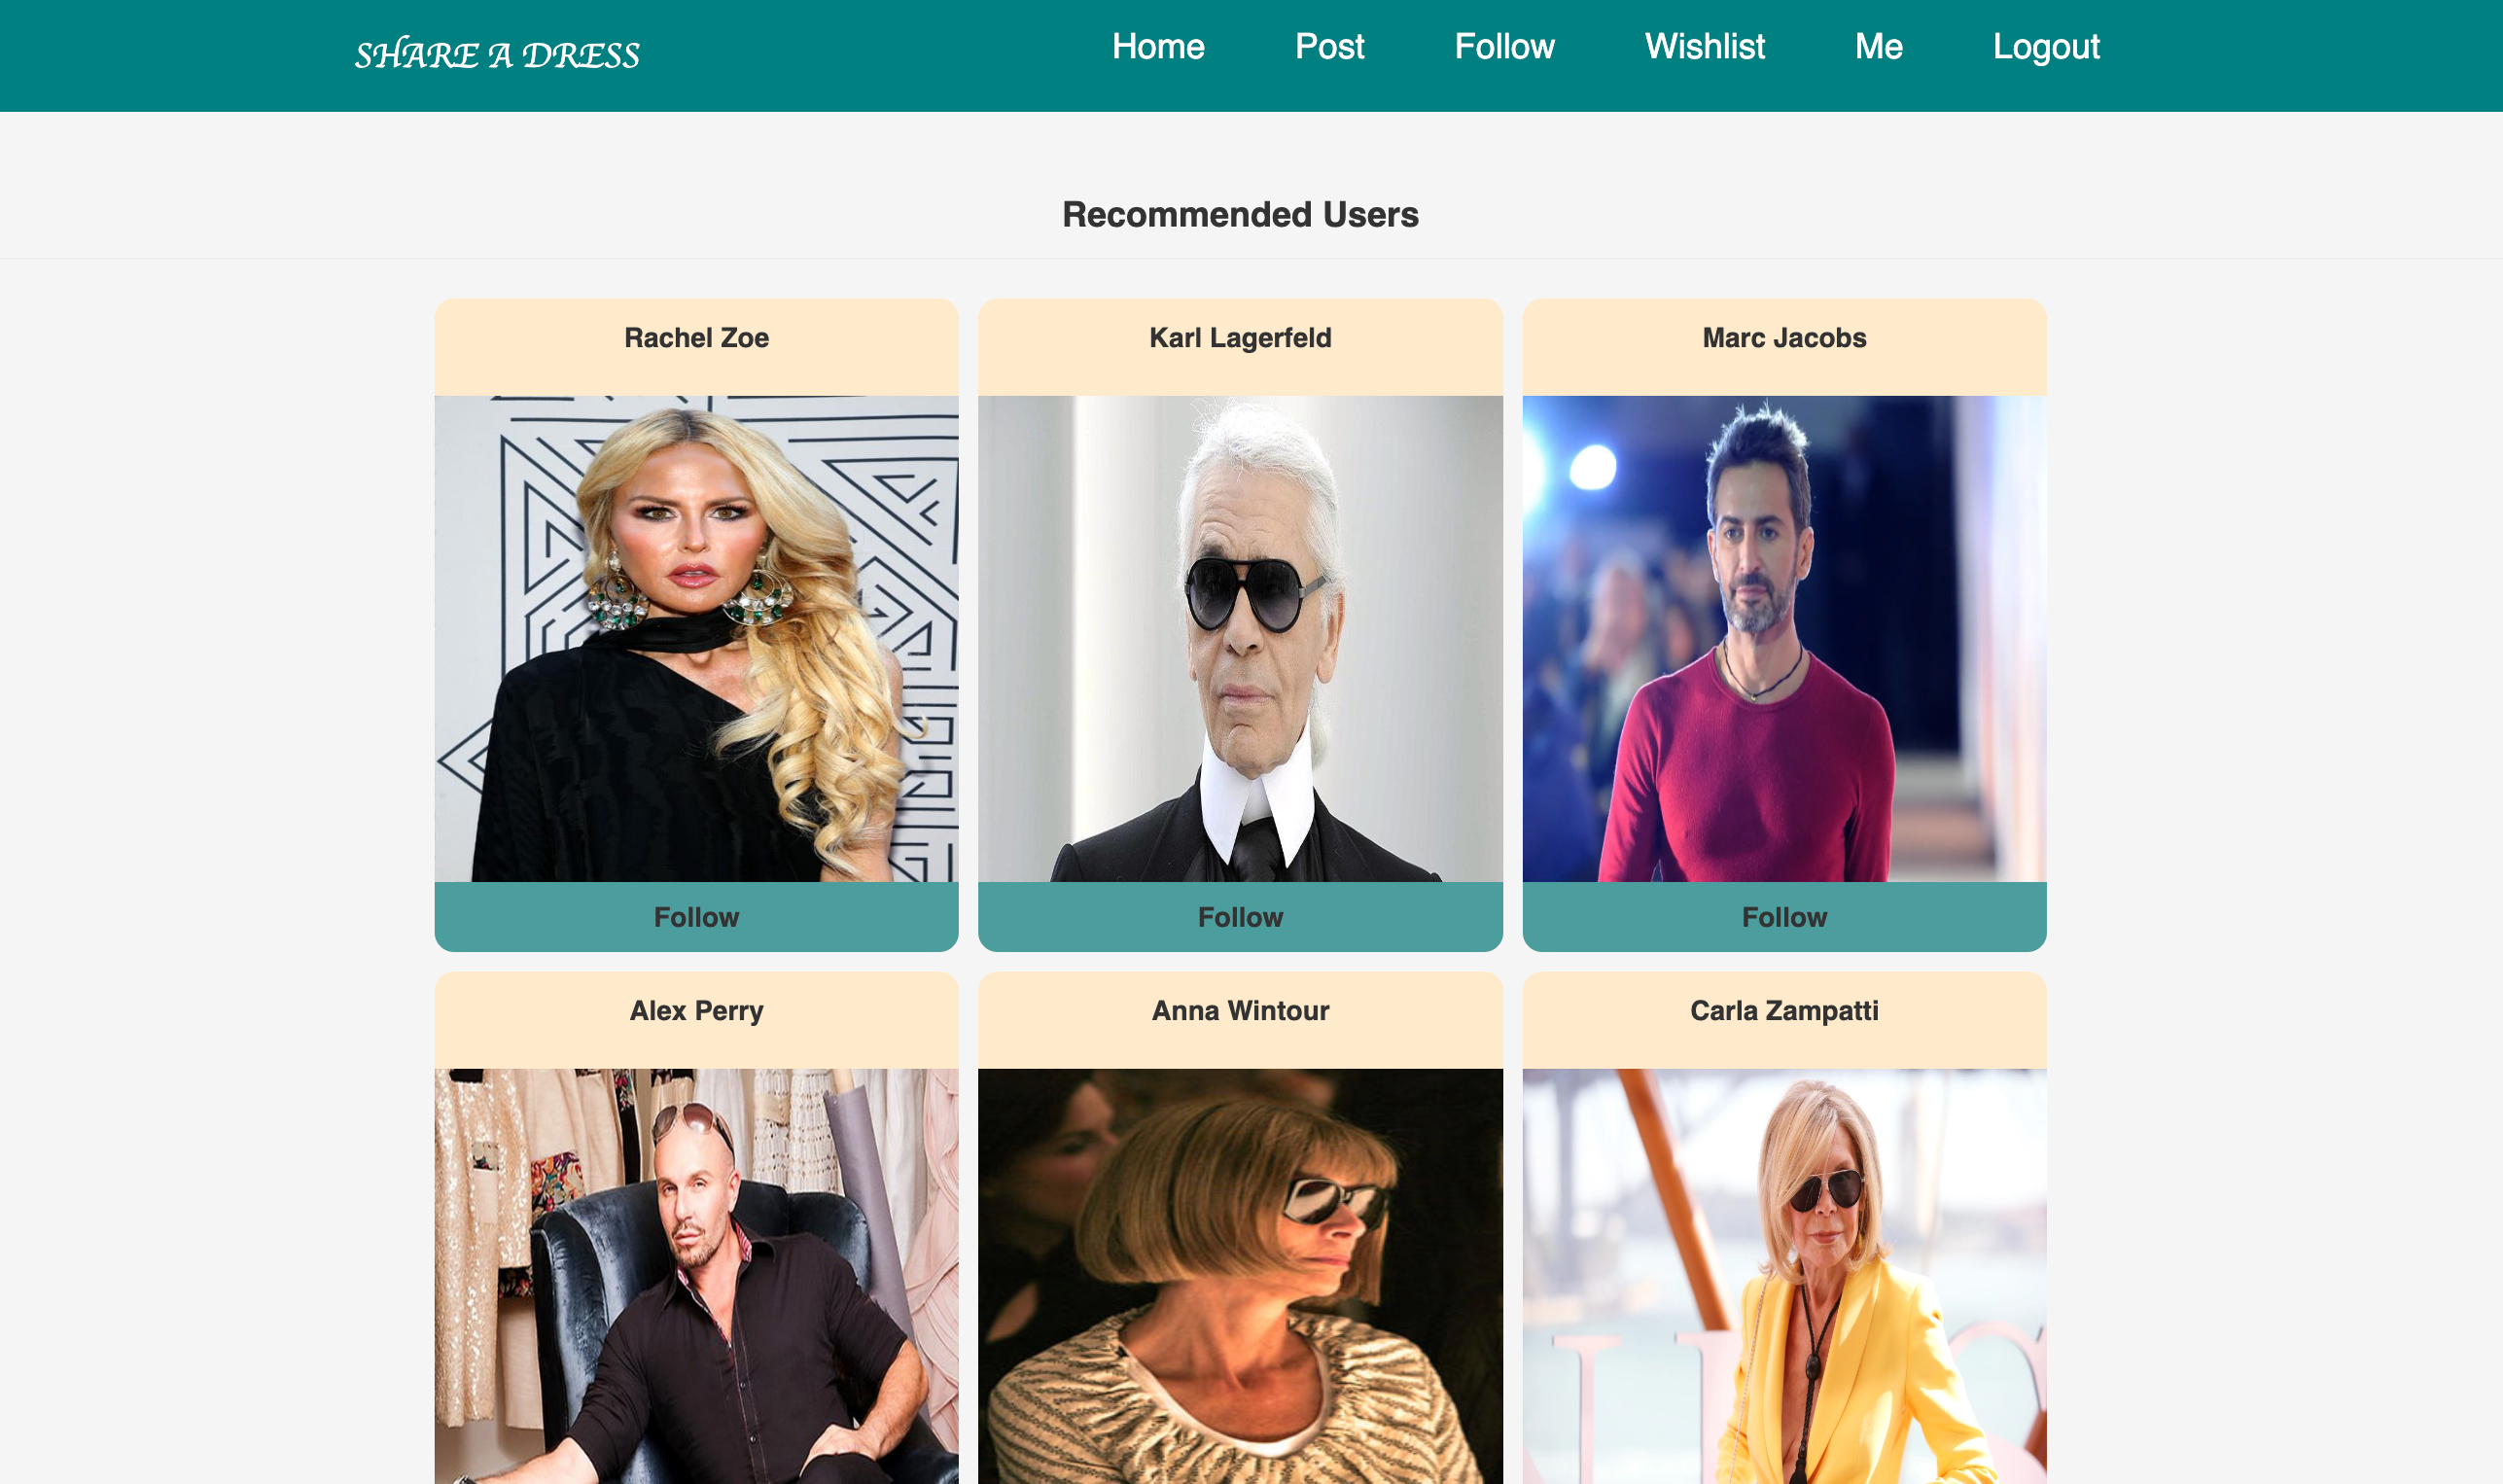 SHARE A DRESS
Home Post Follow Wishlist Me Logout
Recommended Users
Rachel Zoe
Karl Lagerfeld
Marc Jacobs
Follow
Follow
Follow
Alex Perry
Anna Wintour
Carla Zampatti